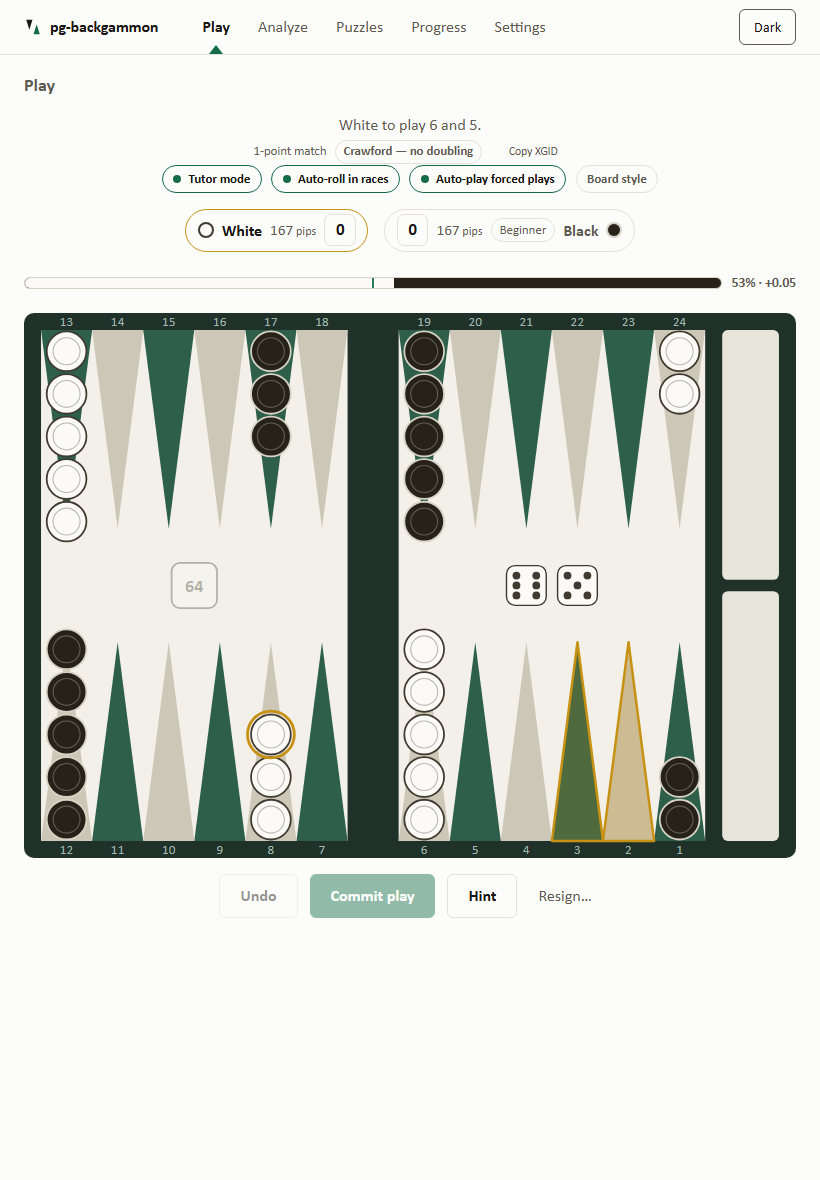 pg-backgammon Play Analyze Puzzles Progress Settings Dark
Play
White to play 6 and 5.
1-point match Crawford — no doubling Copy XGID
Tutor mode Auto-roll in races Auto-play forced plays Board style
White 167 pips 0 0 167 pips Beginner Black
53% · +0.05
13 14 15 16 17 18 19 20 21 22 23 24
64
12 11 10 9 8 7 6 5 4 3 2 1
Undo Commit play Hint Resign...